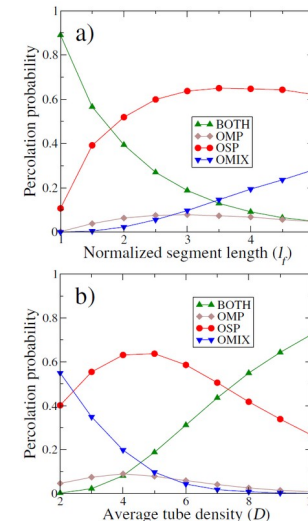 a)
Percolation probability
1
0.8
0.6
0.4
0.2
0
BOTH
OMP
OSP
OMIX
1
2
3
4
Normalized segment length (l_r)
b)
Percolation probability
1
0.8
0.6
0.4
0.2
0
BOTH
OMP
OSP
OMIX
2
4
6
8
Average tube density (D)